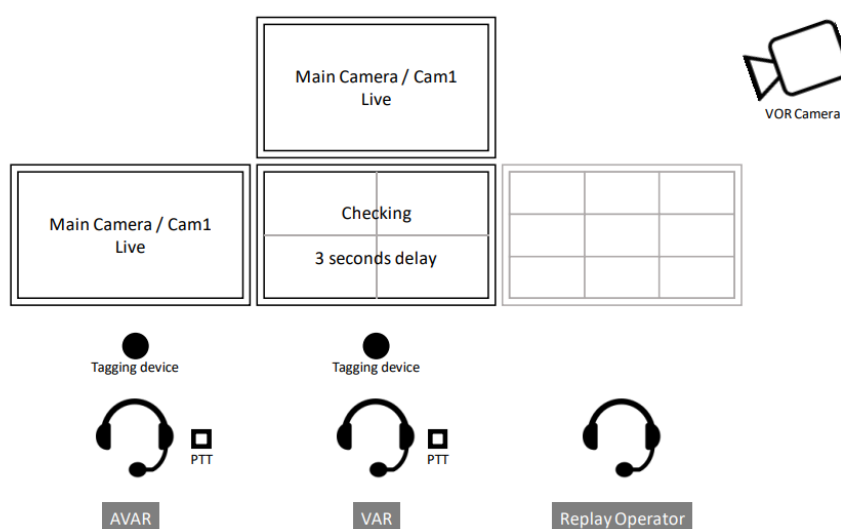 Main Camera / Cam1
Live
VOR Camera
Main Camera / Cam1
Live
Checking
3 seconds delay
Tagging device
Tagging device
PTT
PTT
AVAR
VAR
Replay Operator